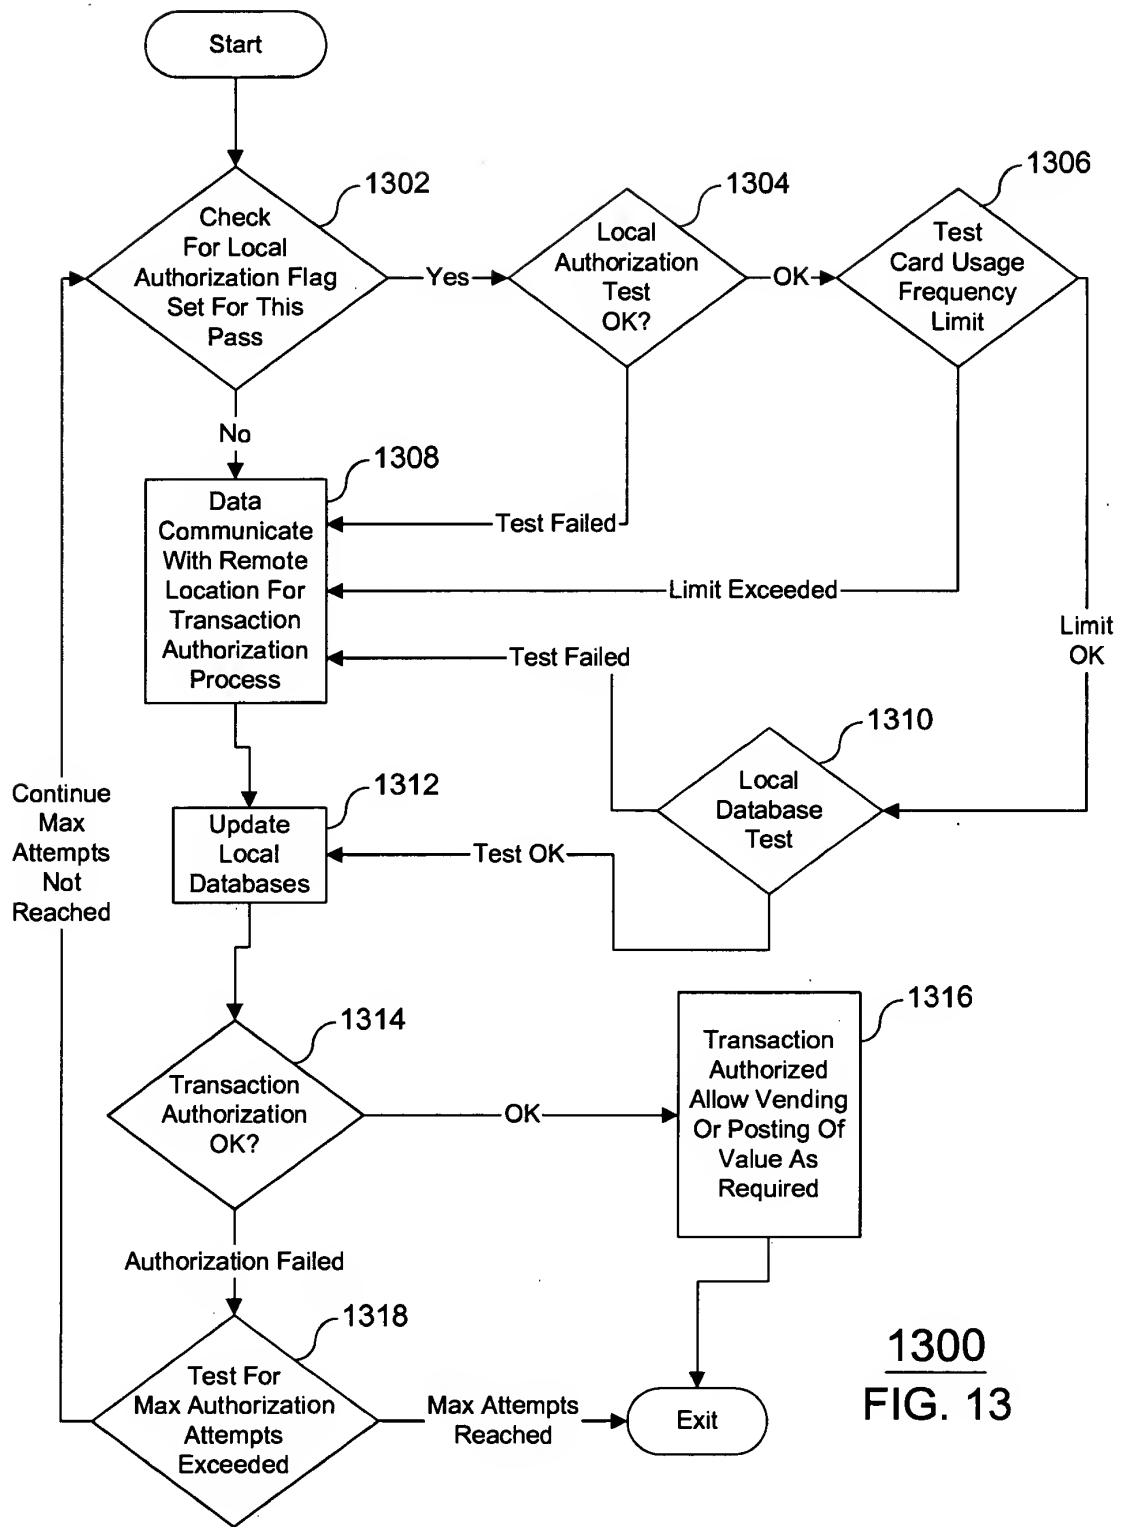 Start
1302
Check
For Local
Authorization Flag
Set For This
Pass
Yes
1304
Local
Authorization
Test
OK?
OK
1306
Test
Card Usage
Frequency
Limit
No
1308
Data
Communicate
With Remote
Location For
Transaction
Authorization
Process
Test Failed
Limit Exceeded
Test Failed
Limit
OK
1310
Local
Database
Test
Continue
Max
Attempts
Not
Reached
1312
Update
Local
Databases
Test OK
1314
Transaction
Authorization
OK?
OK
1316
Transaction
Authorized
Allow Vending
Or Posting Of
Value As
Required
Authorization Failed
1318
Test For
Max Authorization
Attempts
Exceeded
Max Attempts
Reached
Exit
1300
FIG. 13